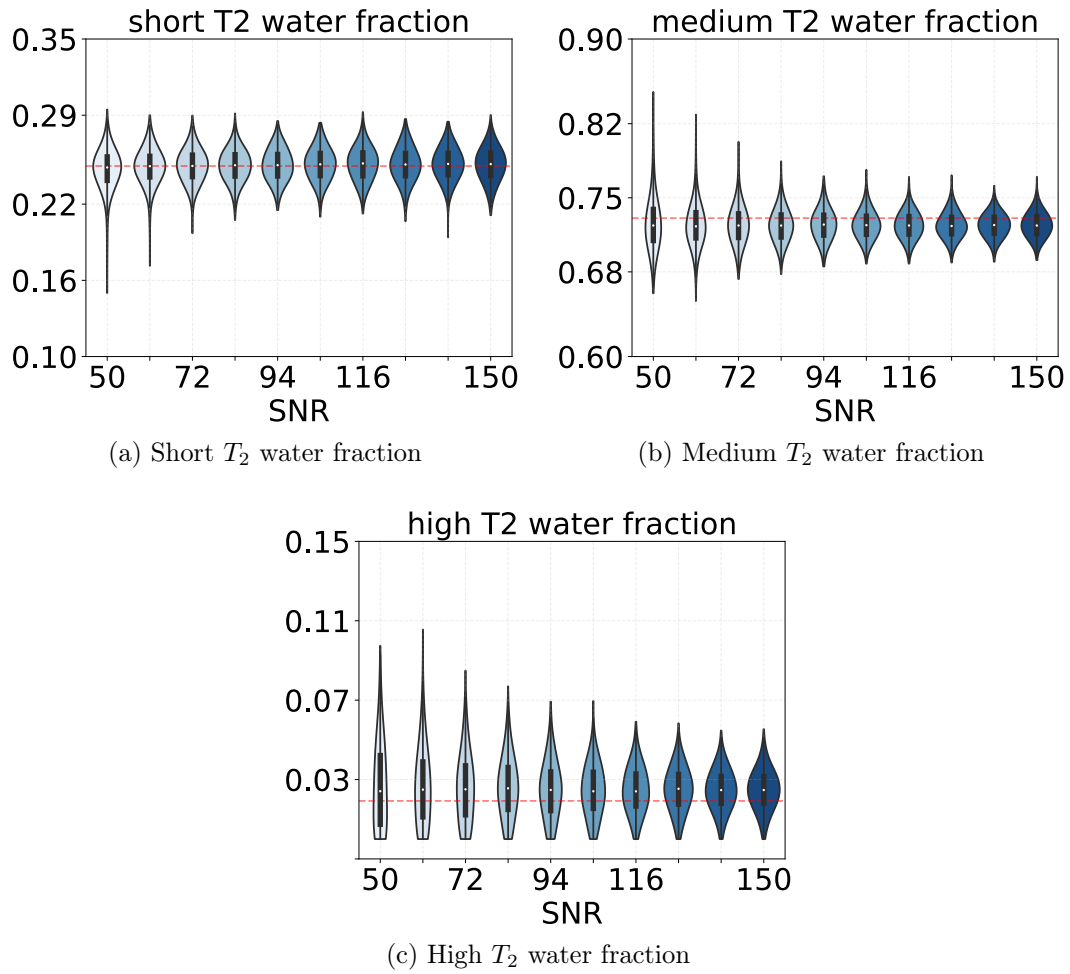 short T2 water fraction
0.35
0.29
0.22
0.16
0.10
50 72 94 116 150
SNR
(a) Short T2 water fraction
medium T2 water fraction
0.90
0.82
0.75
0.68
0.60
50 72 94 116 150
SNR
(b) Medium T2 water fraction
high T2 water fraction
0.15
0.11
0.07
0.03
50 72 94 116 150
SNR
(c) High T2 water fraction